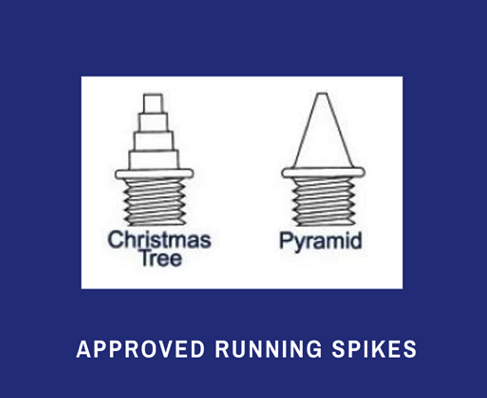 Christmas
Tree
Pyramid
APPROVED RUNNING SPIKES